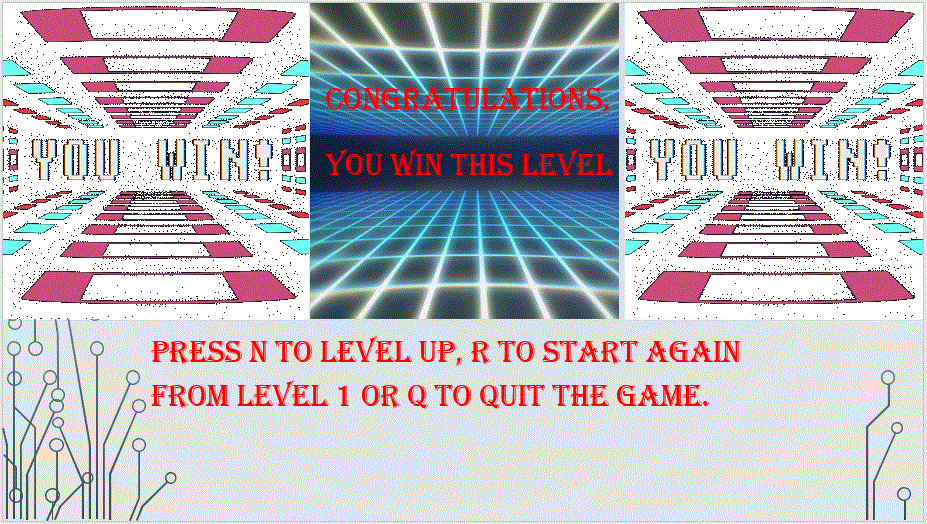 YOU WIN!
CONGRATULATIONS,
YOU WIN THIS LEVEL
YOU WIN!
PRESS N TO LEVEL UP, R TO START AGAIN
FROM LEVEL 1 OR Q TO QUIT THE GAME.